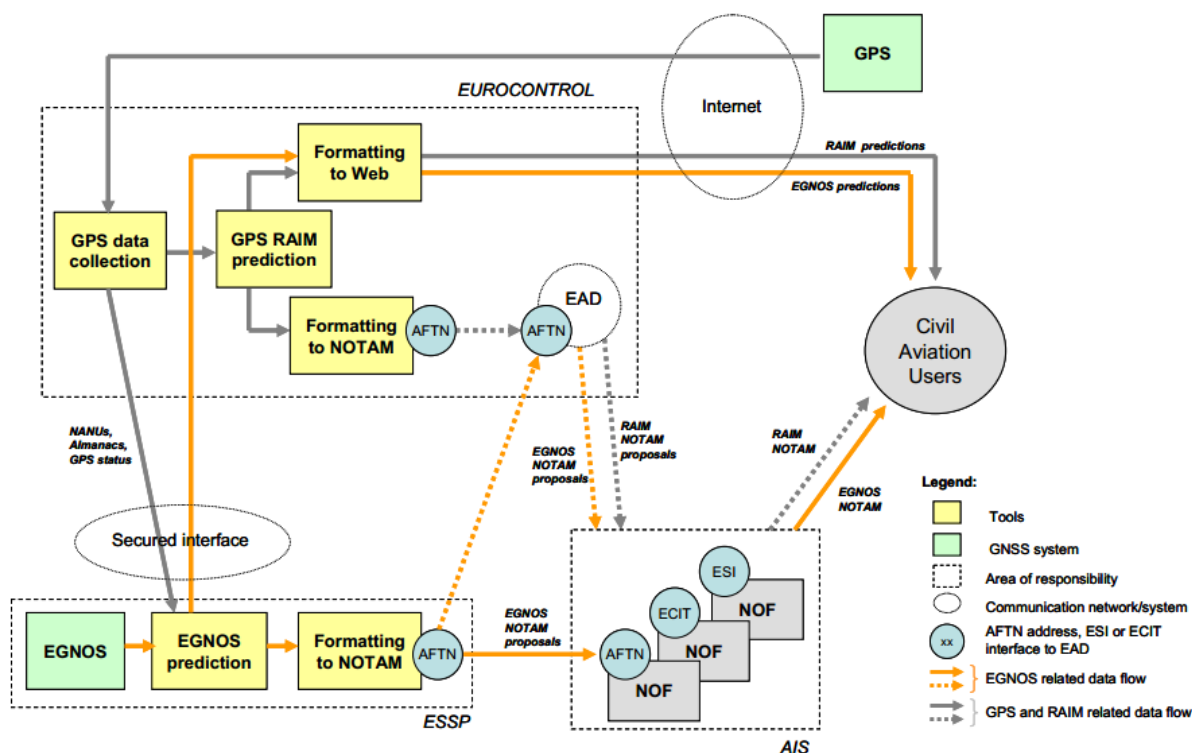 GPS
EUROCONTROL
Internet
Formatting
to Web
RAIM predictions
EGNOS predictions
GPS data
collection
GPS RAIM
prediction
EAD
Formatting
to NOTAM
AFTN
AFTN
Civil
Aviation
Users
NANUs,
Almanacs,
GPS status
RAIM
NOTAM
proposals
EGNOS
NOTAM
proposals
RAIM
NOTAM
EGNOS
NOTAM
Secured interface
EGNOS
EGNOS
prediction
Formatting
to NOTAM
AFTN
EGNOS
NOTAM
proposals
ESSP
ESI
NOF
ECIT
NOF
AFTN
NOF
AIS
Legend:
Tools
GNSS system
Area of responsibility
Communication network/system
xx
AFTN address, ESI or ECIT
interface to EAD
EGNOS related data flow
GPS and RAIM related data flow